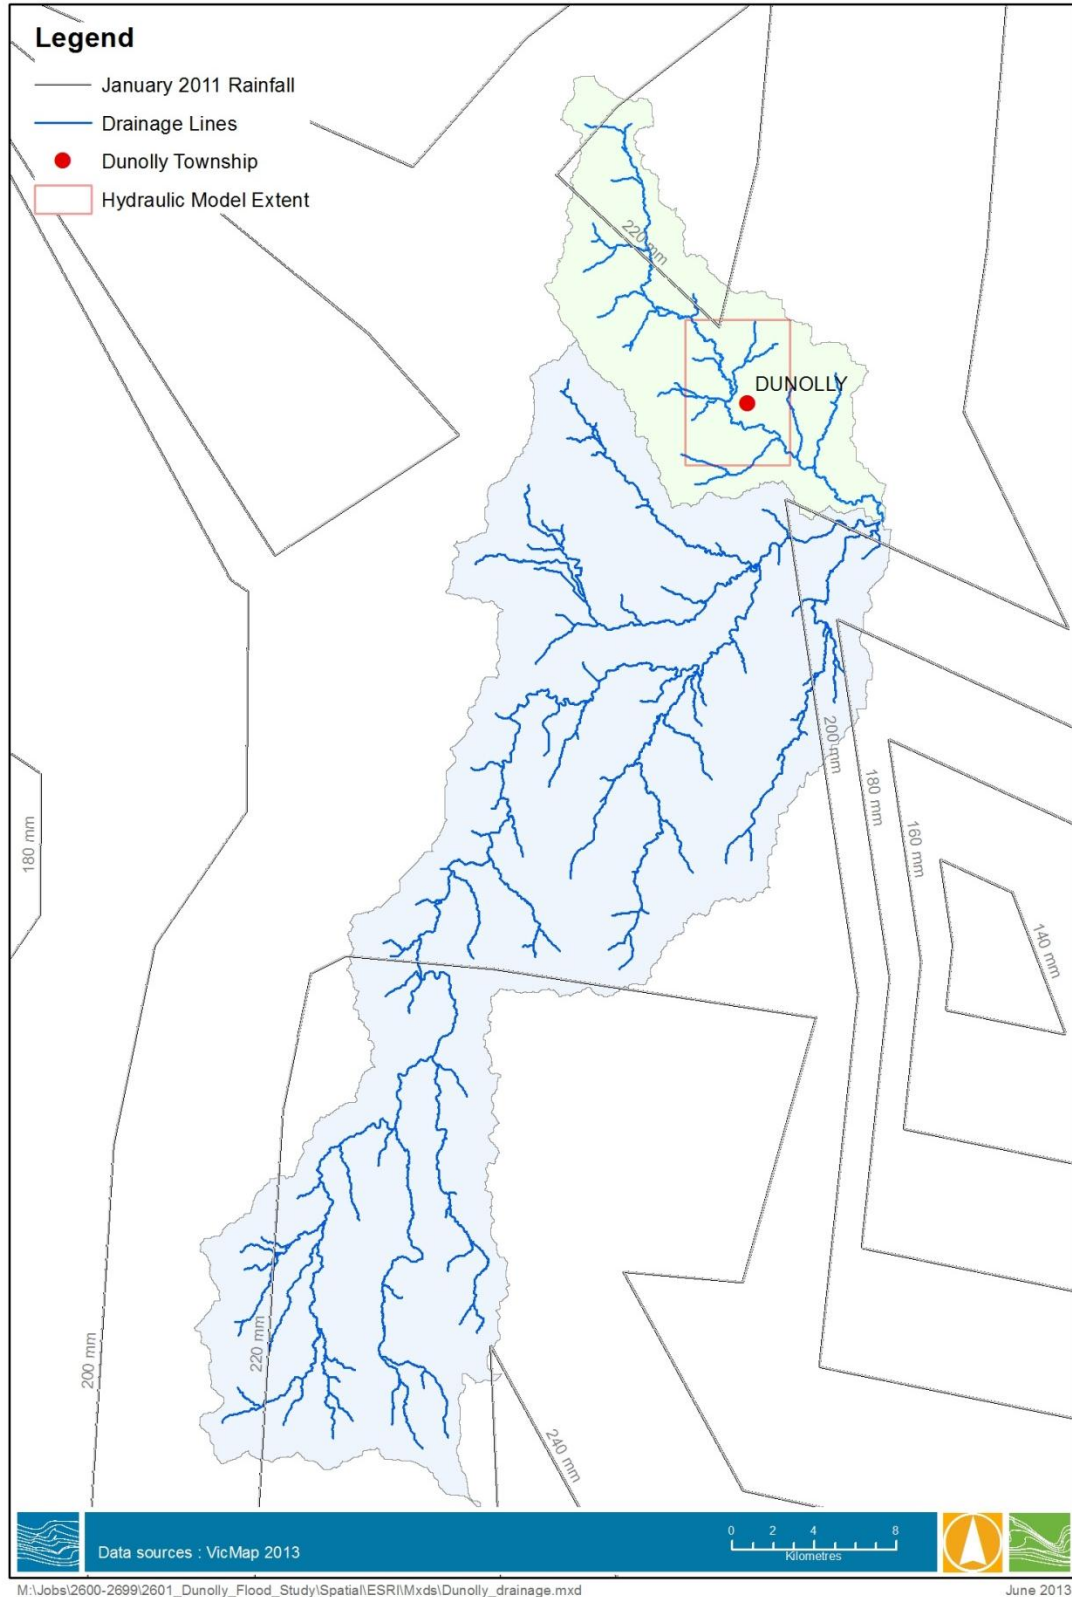 Legend
January 2011 Rainfall
Drainage Lines
Dunolly Township
Hydraulic Model Extent
220 mm
DUNOLLY
200 mm
180 mm
160 mm
140 mm
180 mm
200 mm
220 mm
240 mm
Data sources : VicMap 2013
0 2 4 8
Kilometres
M:\Jobs\2600-2699\2601_Dunolly_Flood_Study\Spatial\ESRI\Mxds\Dunolly_drainage.mxd
June 2013